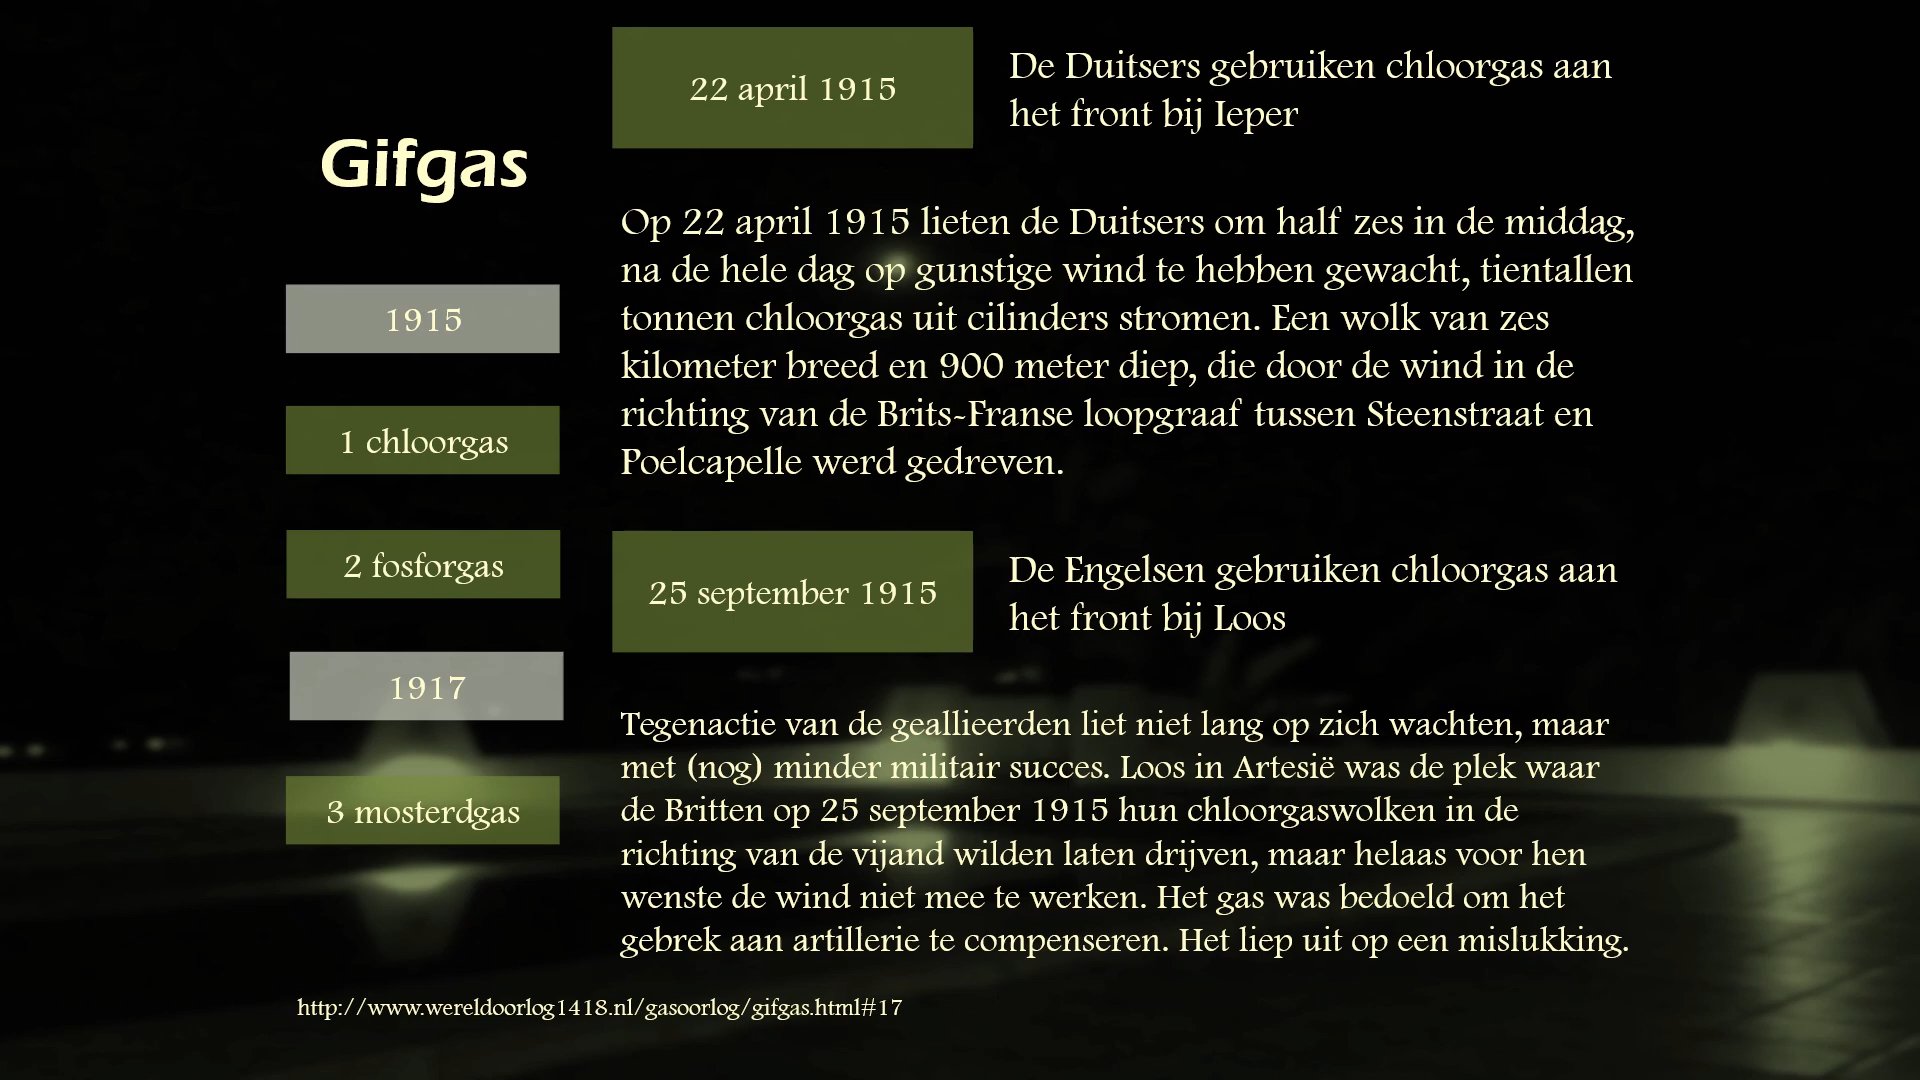 Gifgas
1915
1 chloorgas
2 fosforgas
1917
3 mosterdgas
22 april 1915
De Duitsers gebruiken chloorgas aan
het front bij Ieper
Op 22 april 1915 lieten de Duitsers om half zes in de middag,
na de hele dag op gunstige wind te hebben gewacht, tientallen
tonnen chloorgas uit cilinders stromen. Een wolk van zes
kilometer breed en 900 meter diep, die door de wind in de
richting van de Brits-Franse loopgraaf tussen Steenstraat en
Poelcapelle werd gedreven.
25 september 1915
De Engelsen gebruiken chloorgas aan
het front bij Loos
Tegenactie van de geallieerden liet niet lang op zich wachten, maar
met (nog) minder militair succes. Loos in Artesië was de plek waar
de Britten op 25 september 1915 hun chloorgaswolken in de
richting van de vijand wilden laten drijven, maar helaas voor hen
wenste de wind niet mee te werken. Het gas was bedoeld om het
gebrek aan artillerie te compenseren. Het liep uit op een mislukking.
http://www.wereldoorlog1418.nl/gasoorlog/gifgas.html#17